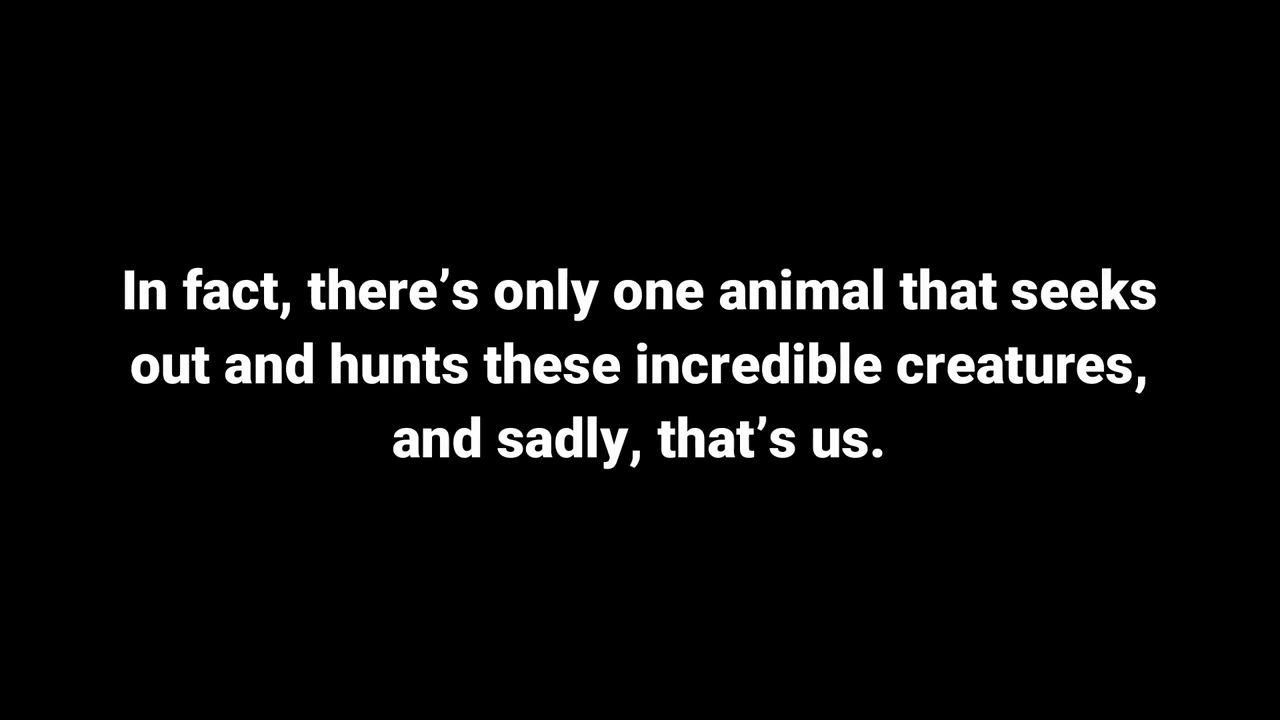 In fact, there’s only one animal that seeks
out and hunts these incredible creatures,
and sadly, that’s us.